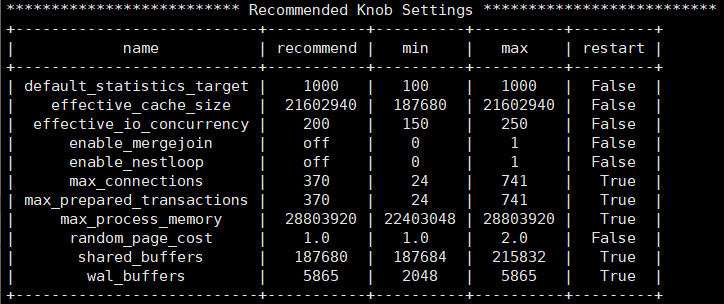 ************************** Recommended Knob Settings **************************
+---------------------------+-----------+----------+----------+---------+
| name | recommend | min | max | restart |
+---------------------------+-----------+----------+----------+---------+
| default_statistics_target | 1000 | 100 | 1000 | False |
| effective_cache_size | 21602940 | 187680 | 21602940 | False |
| effective_io_concurrency | 200 | 150 | 250 | False |
| enable_mergejoin | off | 0 | 1 | False |
| enable_nestloop | off | 0 | 1 | False |
| max_connections | 370 | 24 | 741 | True |
| max_prepared_transactions | 370 | 24 | 741 | True |
| max_process_memory | 28803920 | 22403048 | 28803920 | True |
| random_page_cost | 1.0 | 1.0 | 2.0 | False |
| shared_buffers | 187680 | 187684 | 215832 | True |
| wal_buffers | 5865 | 2048 | 5865 | True |
+---------------------------+-----------+----------+----------+---------+